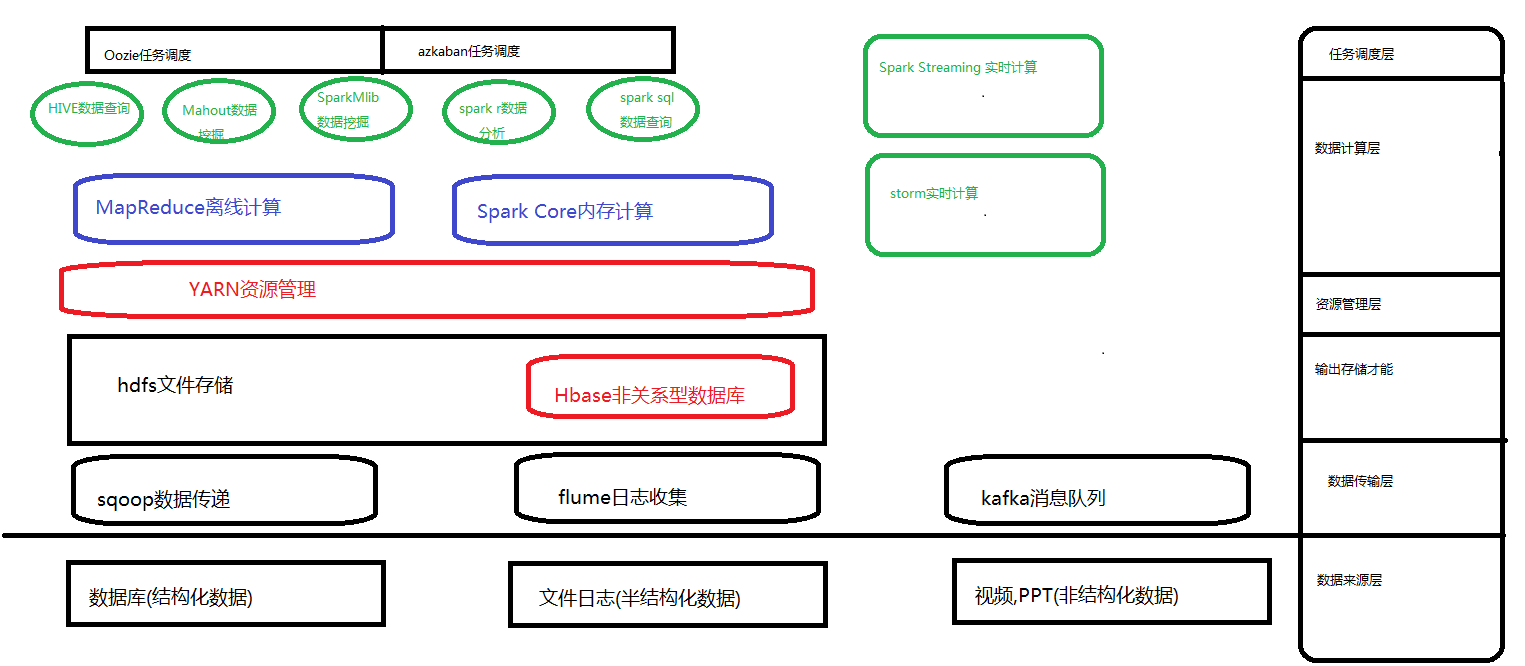 Oozie任务调度
azkaban任务调度
HIVE数据查询
Mahout数据
挖掘
SparkMlib
数据挖掘
spark r数据
分析
spark sql
数据查询
Spark Streaming 实时计算
storm实时计算
MapReduce离线计算
Spark Core内存计算
YARN资源管理
hdfs文件存储
Hbase非关系型数据库
sqoop数据传递
flume日志收集
kafka消息队列
数据库(结构化数据)
文件日志(半结构化数据)
视频,PPT(非结构化数据)
任务调度层
数据计算层
资源管理层
输出存储才能
数据传输层
数据来源层